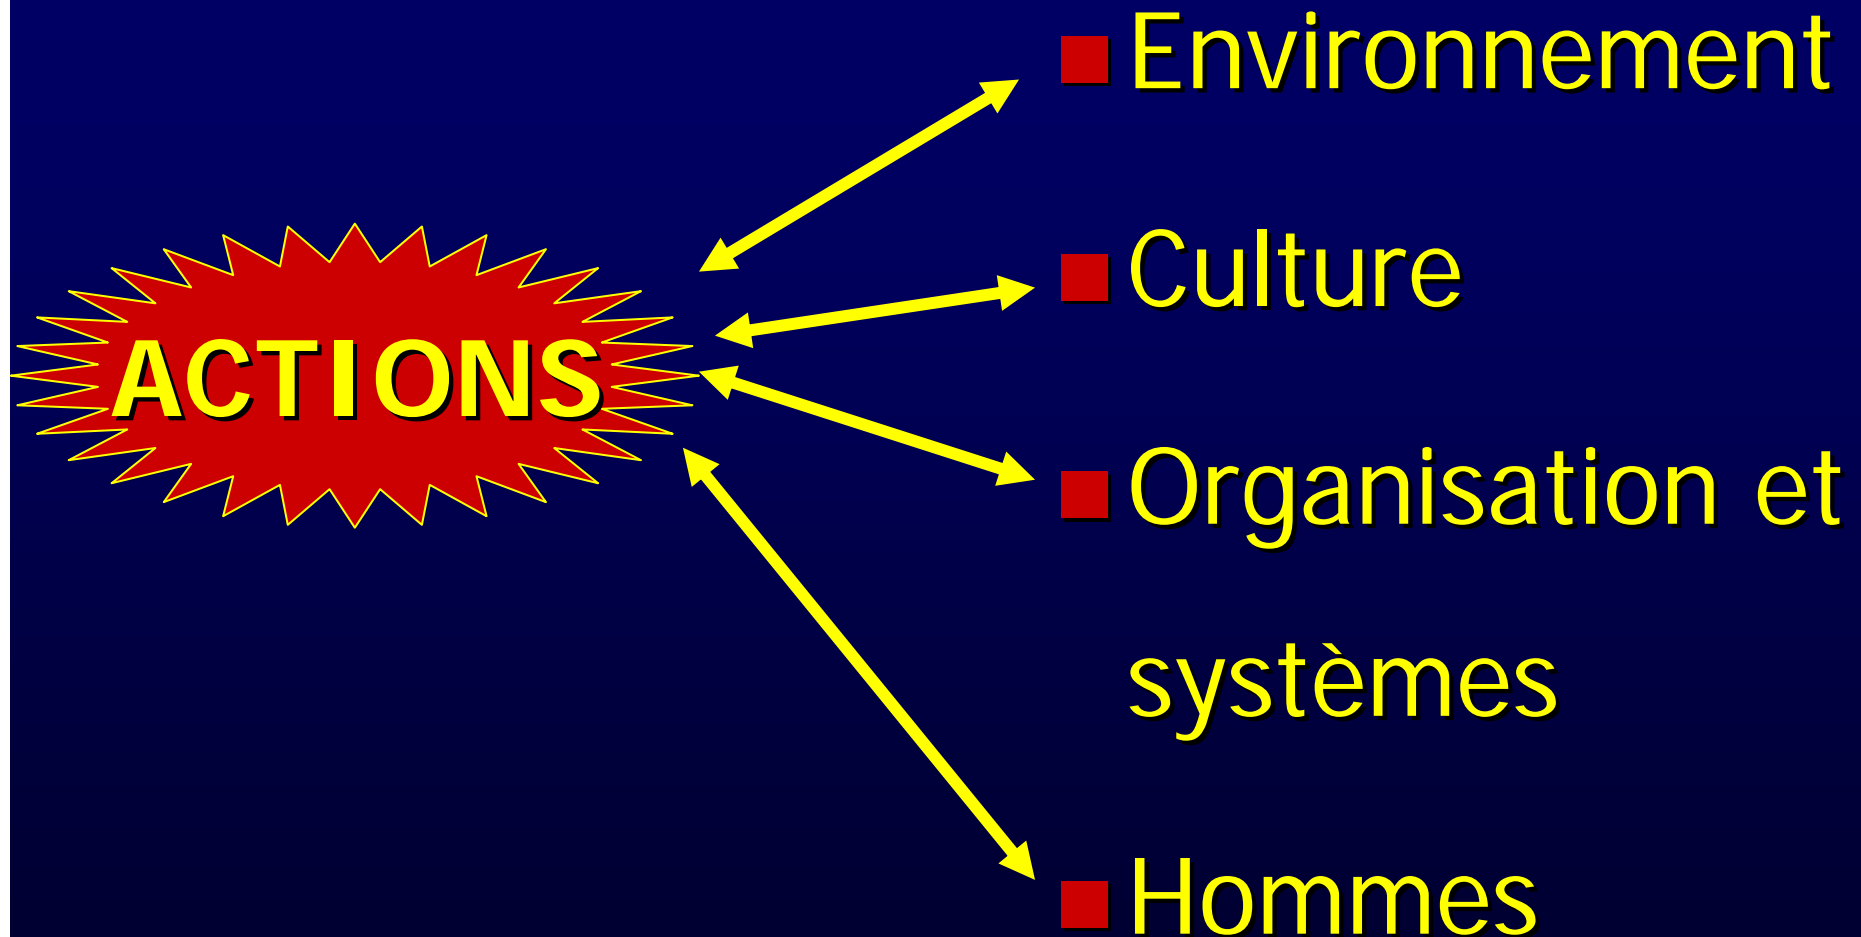 Environnement
Culture
ACTIONS
Organisation et
systèmes
Hommes